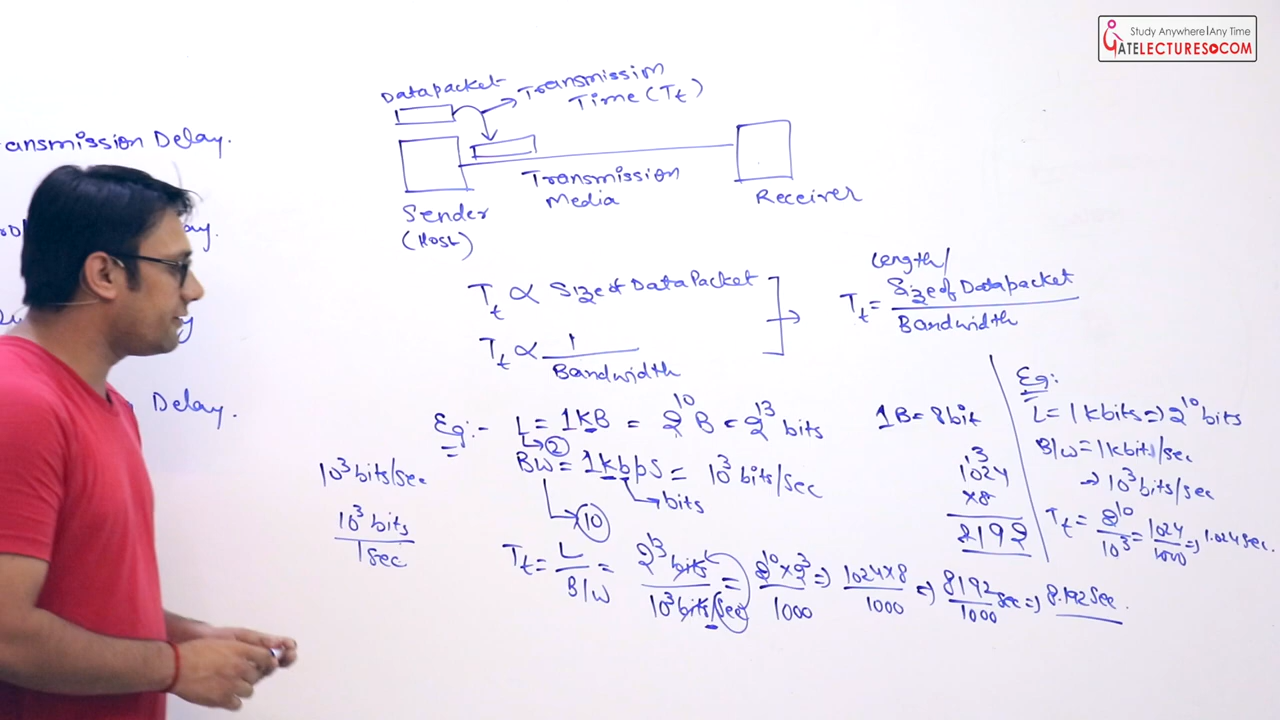 Study Anywhere | Any Time
GATELECTURES.COM
ansmission Delay.
ay.
y
Delay.
Datapacket
Transmission
Time (Tt)
Transmission
Media
Sender
(Host)
Receiver
Tt ∝ Size of DataPacket
Tt ∝ 1/Bandwidth
Length/
Tt = Size of Datapacket
Bandwidth
Eg:- L = 1KB = 2^10 B = 2^13 bits
②
BW = 1kbps = 10^3 bits/sec
bits
⑩
10^3 bits/sec
10^3 bits
1sec
Tt = L/B/w = 2^13 bits/10^3 bits/sec = 2^10 × 2^3/1000 => 1024×8/1000 => 8192/1000 sec => 8.192 sec.
1B = 8bit
13
1024
×8
8192
Eg:
L = 1kbits => 2^10 bits
B/w = 1kbits/sec
→ 10^3 bits/sec
Tt = 2^10/10^3 = 1024/1000 => 1.024 sec.